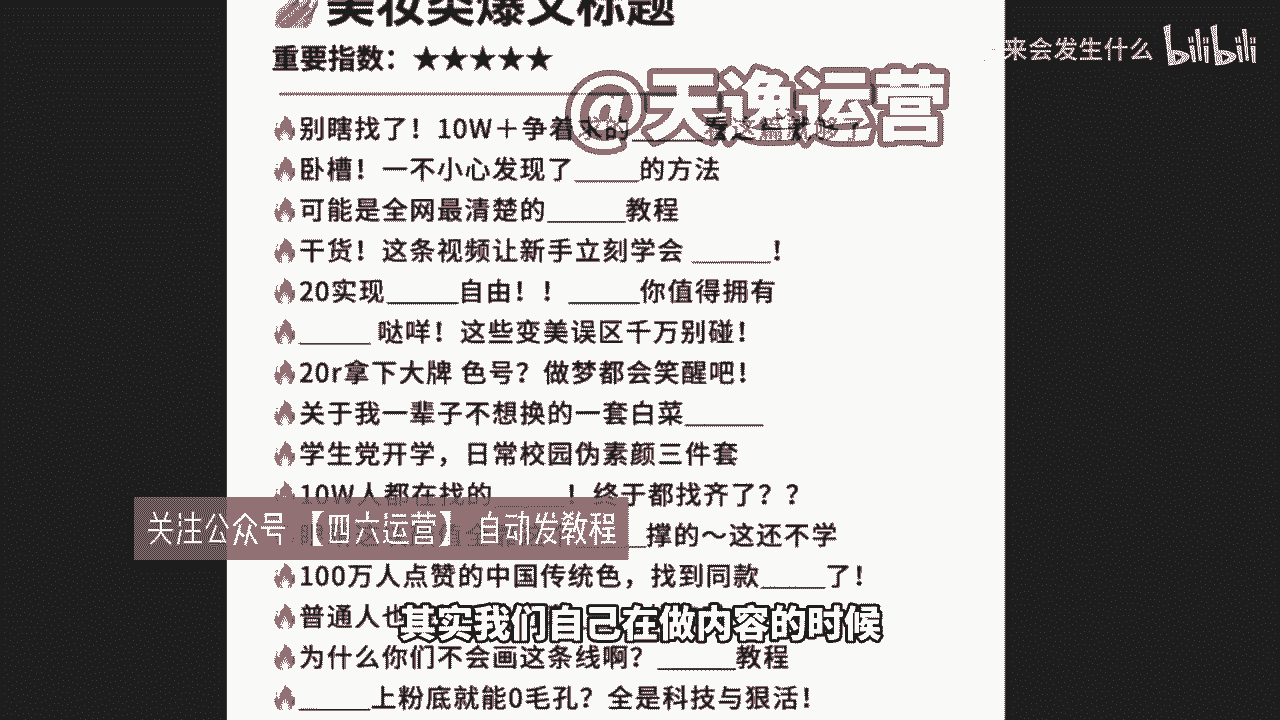 美妆类爆文标题
来会发生什么 bilibili
重要指数：★★★★★
@天逸运营
别瞎找了！10W＋争着求的_____看这篇就够了
卧槽！一不小心发现了_____的方法
可能是全网最清楚的______教程
干货！这条视频让新手立刻学会 ______！
20实现_____自由！！_____你值得拥有
_____ 哒咩！这些变美误区千万别碰！
20r拿下大牌 色号？做梦都会笑醒吧！
关于我一辈子不想换的一套白菜______
学生党开学，日常校园伪素颜三件套
10W人都在找的_____！终于都找齐了？？
关注公众号【四六运营】 自动发教程
撑的～这还不学
100万人点赞的中国传统色，找到同款_____了！
普通人也
其实我们自己在做内容的时候
为什么你们不会画这条线啊？______教程
_____上粉底就能0毛孔？全是科技与狠活！